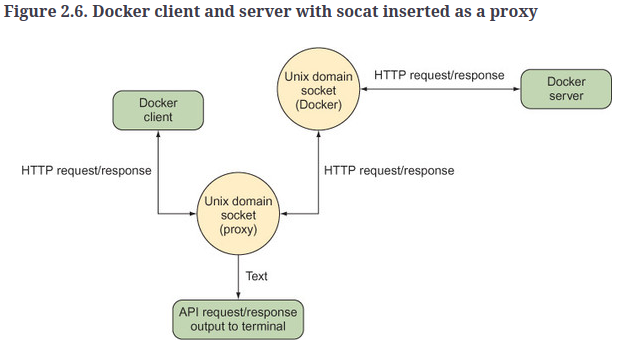 Figure 2.6. Docker client and server with socat inserted as a proxy
Unix domain
socket
(Docker)
HTTP request/response
Docker
server
Docker
client
HTTP request/response
HTTP request/response
Unix domain
socket
(proxy)
Text
API request/response
output to terminal